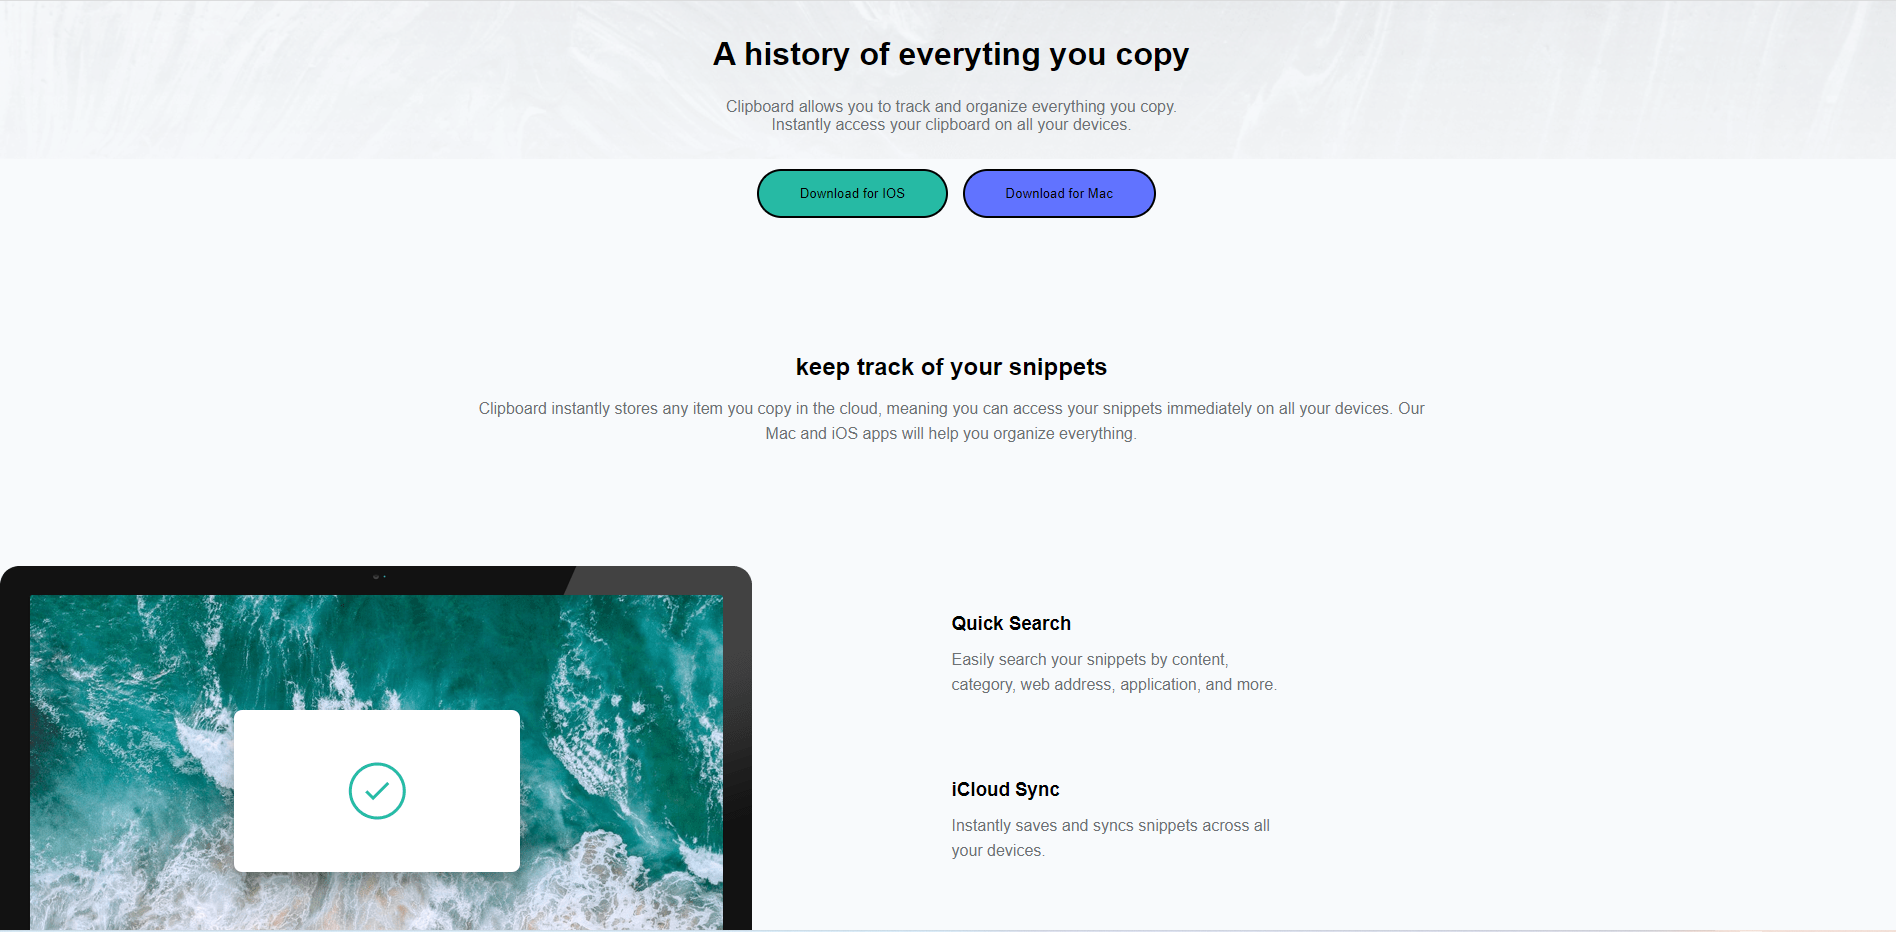 A history of everyting you copy
Clipboard allows you to track and organize everything you copy.
Instantly access your clipboard on all your devices.
Download for IOS
Download for Mac
keep track of your snippets
Clipboard instantly stores any item you copy in the cloud, meaning you can access your snippets immediately on all your devices. Our
Mac and iOS apps will help you organize everything.
Quick Search
Easily search your snippets by content,
category, web address, application, and more.
iCloud Sync
Instantly saves and syncs snippets across all
your devices.